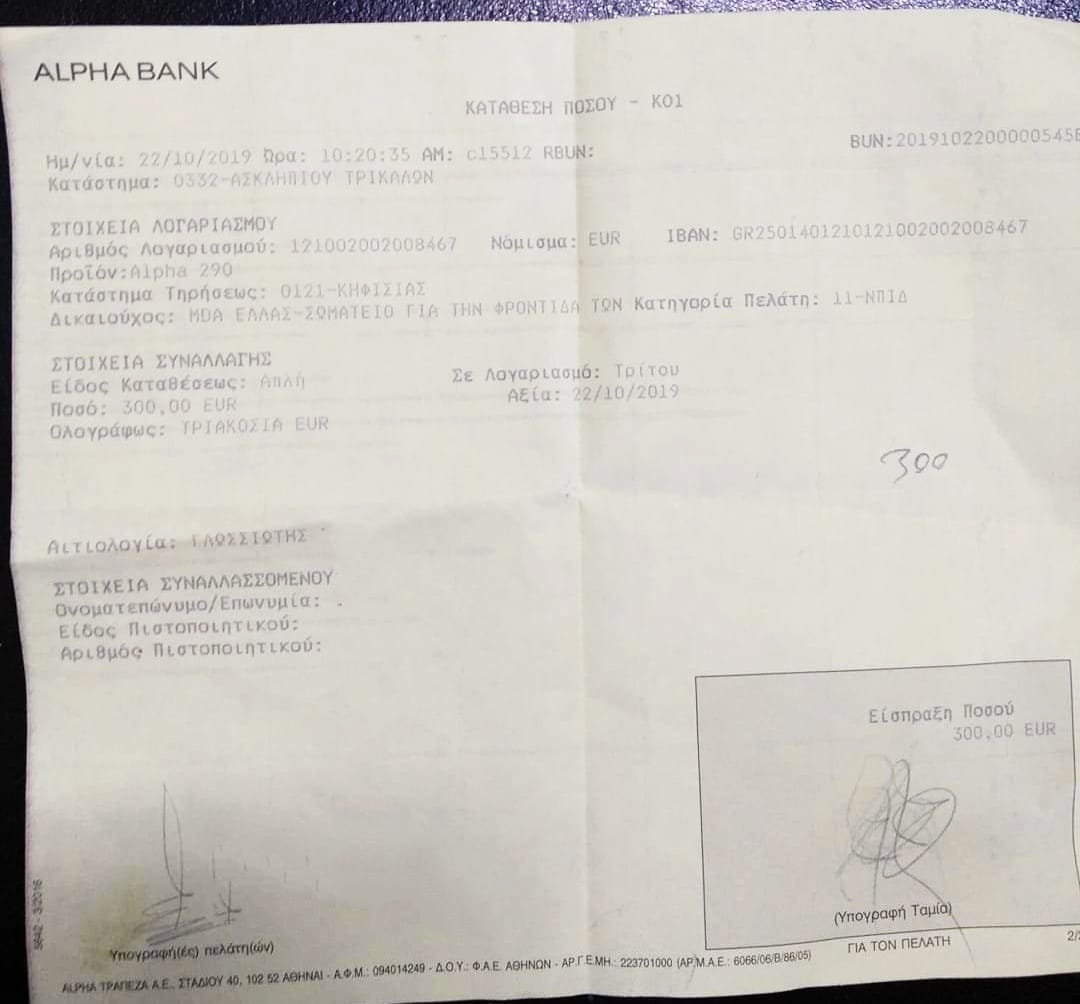 ALPHA BANK
ΚΑΤΑΘΕΣΗ ΠΟΣΟΥ - Κ01
BUN:2019102200000545
Ημ/νία: 22/10/2019 Ώρα: 10:20:35 ΑΜ: c15512 RBUN:
Κατάστημα: 0332-ΑΣΚΛΗΠΙΟΥ ΤΡΙΚΑΛΩΝ
ΣΤΟΙΧΕΙΑ ΛΟΓΑΡΙΑΣΜΟΥ
Αριθμός Λογαριασμού: 121002002008467 Νόμισμα: EUR IBAN: GR2501401210121002002008467
Προϊόν:Alpha 290
Κατάστημα Τηρήσεως: 0121-ΚΗΦΙΣΙΑΣ
Δικαιούχος: MDA ΕΛΛΑΣ-ΣΩΜΑΤΕΙΟ ΓΙΑ ΤΗΝ ΦΡΟΝΤΙΔΑ ΤΩΝ Κατηγορία Πελάτη: 11-ΝΠΙΔ
ΣΤΟΙΧΕΙΑ ΣΥΝΑΛΛΑΓΗΣ
Είδος Καταθέσεως: Απλή Σε Λογαριασμό: Τρίτου
Ποσό: 300,00 EUR Αξία: 22/10/2019
Ολογράφως: ΤΡΙΑΚΟΣΙΑ EUR
300
Αιτιολογία: ΓΛΩΣΣΙΩΤΗΣ
ΣΤΟΙΧΕΙΑ ΣΥΝΑΛΛΑΣΣΟΜΕΝΟΥ
Ονοματεπώνυμο/Επωνυμία: .
Είδος Πιστοποιητικού:
Αριθμός Πιστοποιητικού:
Είσπραξη Ποσού
300,00 EUR
(Υπογραφή Ταμία)
Υπογραφή(ές) πελάτη(ών)
ΓΙΑ ΤΟΝ ΠΕΛΑΤΗ
2/2
ALPHA ΤΡΑΠΕΖΑ Α.Ε., ΣΤΑΔΙΟΥ 40, 102 52 ΑΘΗΝΑΙ - Α.Φ.Μ.: 094014249 - Δ.Ο.Υ.: Φ.Α.Ε. ΑΘΗΝΩΝ - ΑΡ.Γ.Ε.ΜΗ.: 223701000 (ΑΡ.Μ.Α.Ε.: 6066/06/Β/86/05)